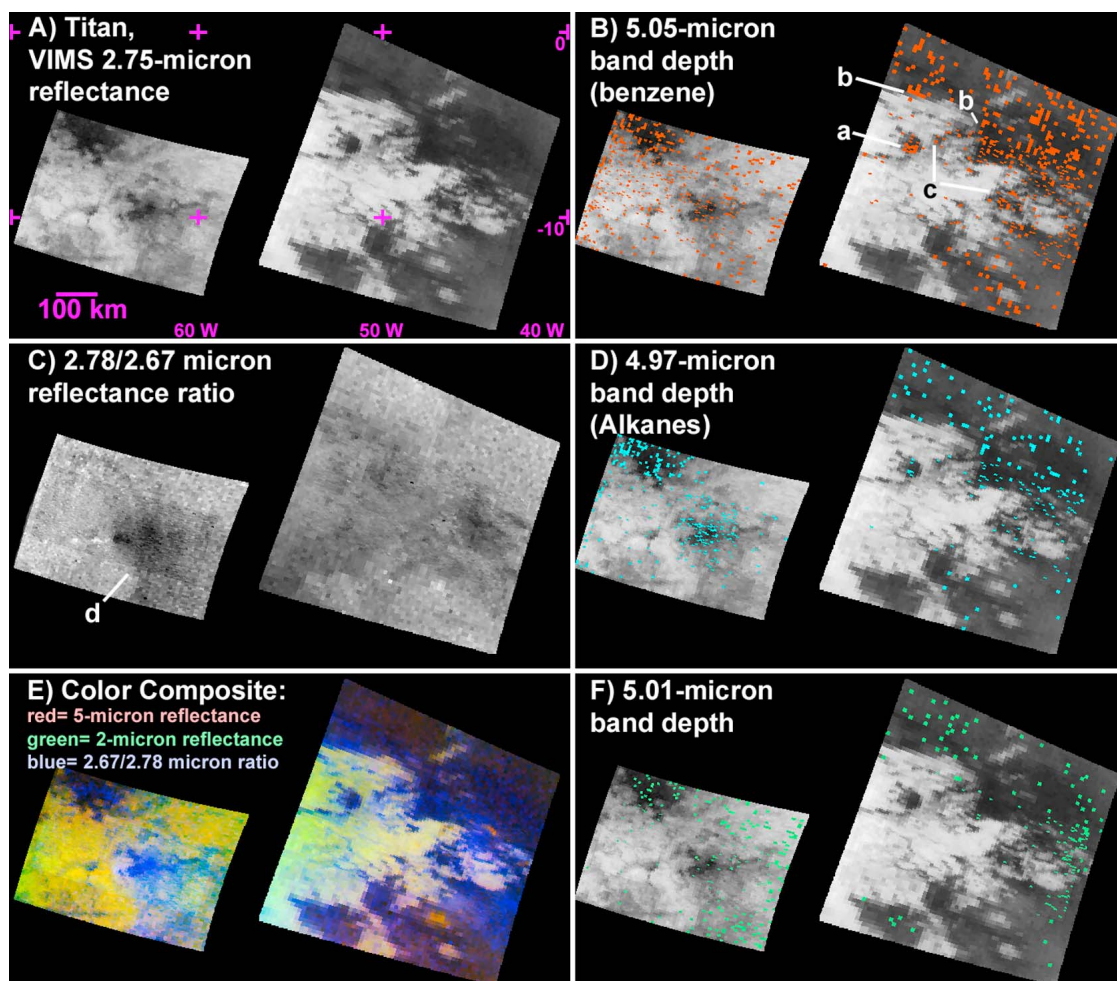 A) Titan,
VIMS 2.75-micron
reflectance
0
-10
100 km
60 W
50 W
40 W
B) 5.05-micron
band depth
(benzene)
b
b
a
c
C) 2.78/2.67 micron
reflectance ratio
d
D) 4.97-micron
band depth
(Alkanes)
E) Color Composite:
red= 5-micron reflectance
green= 2-micron reflectance
blue= 2.67/2.78 micron ratio
F) 5.01-micron
band depth